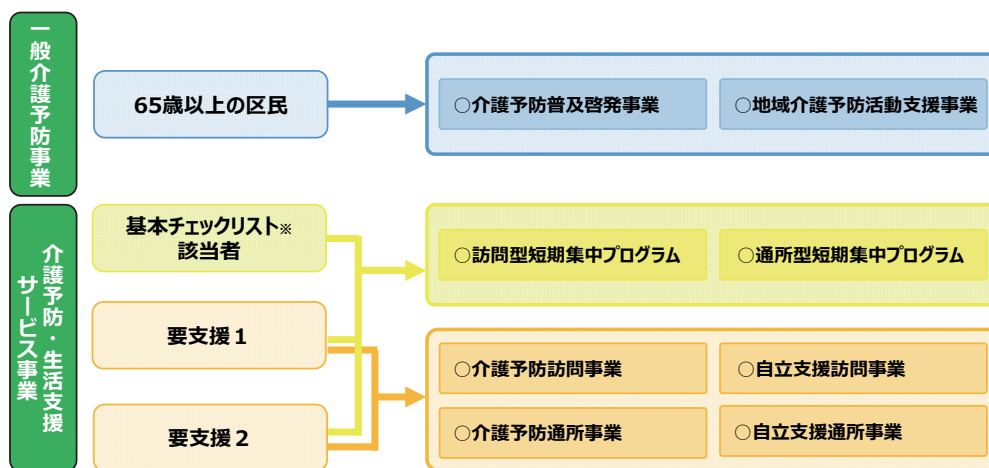 一般介護予防事業
65歳以上の区民
○介護予防普及啓発事業
○地域介護予防活動支援事業
介護予防・生活支援
サービス事業
基本チェックリスト※
該当者
○訪問型短期集中プログラム
○通所型短期集中プログラム
要支援1
要支援2
○介護予防訪問事業
○自立支援訪問事業
○介護予防通所事業
○自立支援通所事業